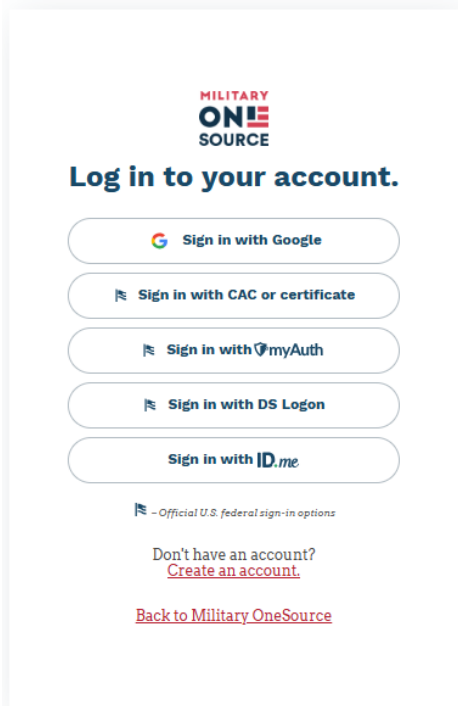 MILITARY
ONE
SOURCE
Log in to your account.
Sign in with Google
Sign in with CAC or certificate
Sign in with myAuth
Sign in with DS Logon
Sign in with ID.me
– Official U.S. federal sign-in options
Don't have an account?
Create an account.
Back to Military OneSource